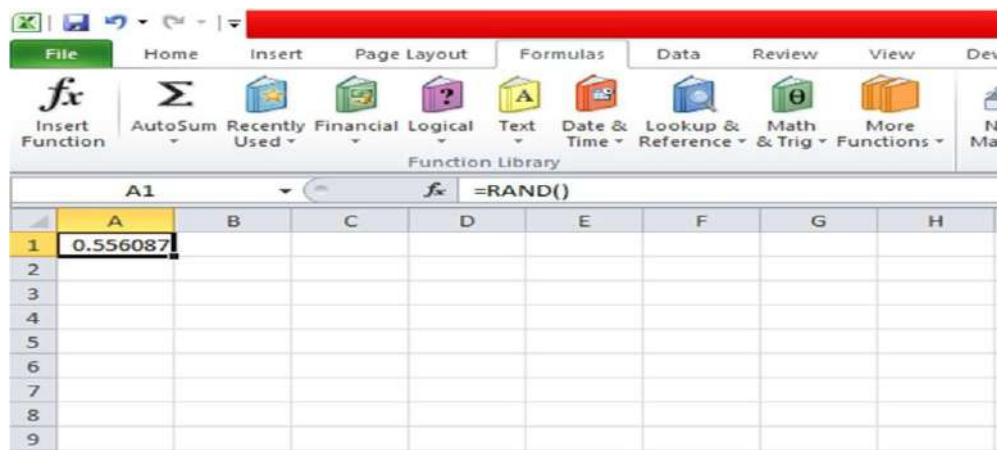 File Home Insert Page Layout Formulas Data Review View
fx Σ ? A θ
Insert AutoSum Recently Financial Logical Text Date & Lookup & Math More
Function Used Time Reference & Trig Functions
Function Library
A1 fx =RAND()
A B C D E F G H
1 0.556087
2
3
4
5
6
7
8
9